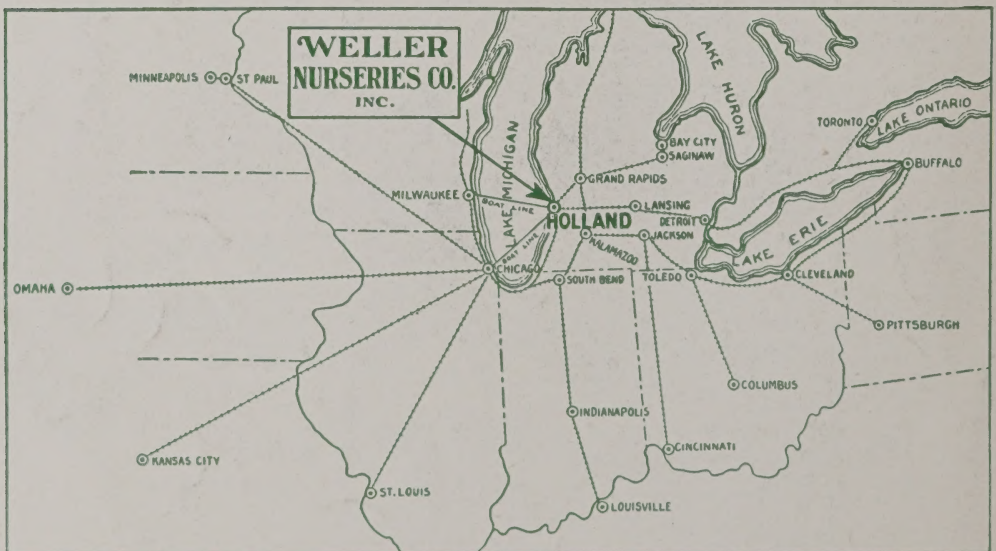 WELLER
NURSERIES CO.
INC.
MINNEAPOLIS
ST PAUL
LAKE HURON
LAKE MICHIGAN
TORONTO
LAKE ONTARIO
BAY CITY
SAGINAW
BUFFALO
GRAND RAPIDS
MILWAUKEE
BOAT LINE
HOLLAND
LANSING
DETROIT
JACKSON
KALAMAZOO
LAKE ERIE
BOAT LINE
CHICAGO
SOUTH BEND
TOLEDO
CLEVELAND
OMAHA
PITTSBURGH
COLUMBUS
INDIANAPOLIS
CINCINNATI
KANSAS CITY
ST. LOUIS
LOUISVILLE